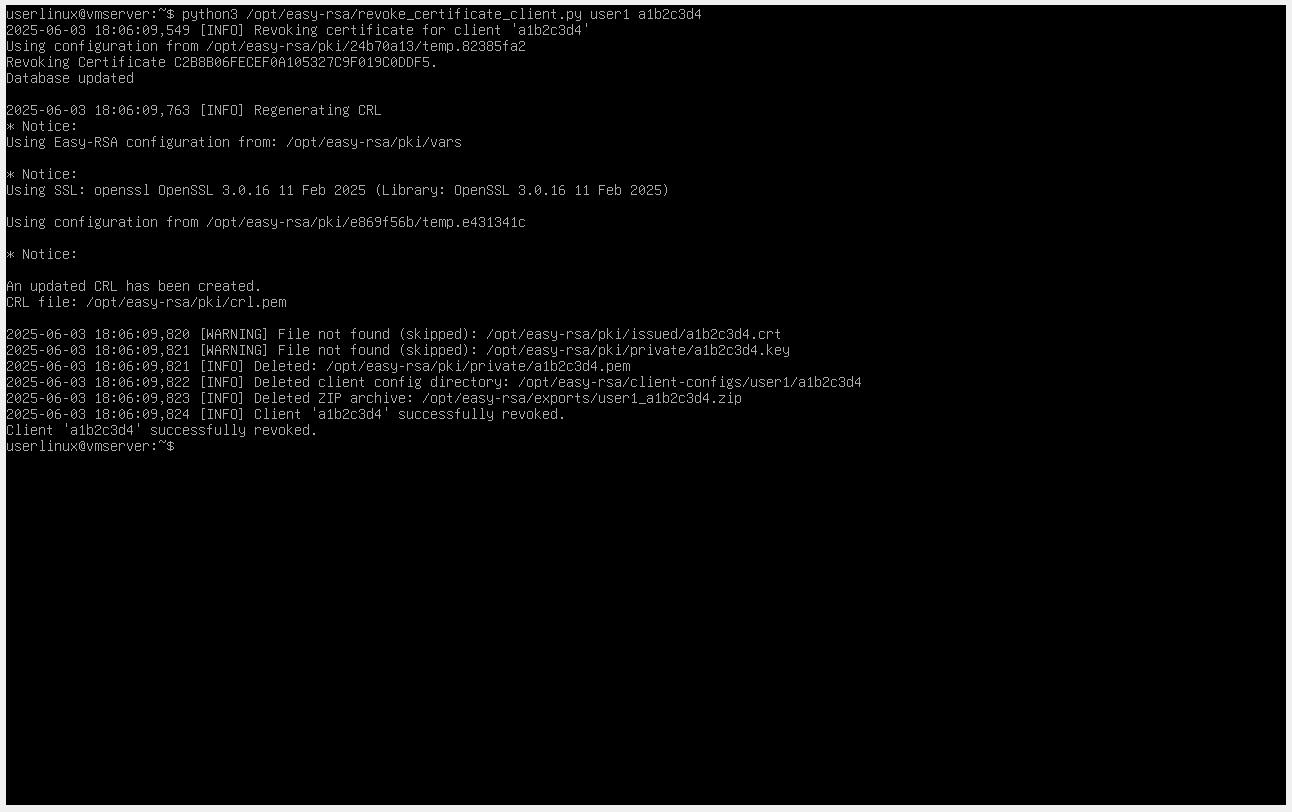 userlinux@vmserver:~$ python3 /opt/easy-rsa/revoke_certificate_client.py user1 a1b2c3d4
2025-06-03 18:06:09,549 [INFO] Revoking certificate for client 'a1b2c3d4'
Using configuration from /opt/easy-rsa/pki/24b70a13/temp.82385fa2
Revoking Certificate C2B8B06FECEF0A105327C9F019C0DDF5.
Database updated
2025-06-03 18:06:09,763 [INFO] Regenerating CRL
* Notice:
Using Easy-RSA configuration from: /opt/easy-rsa/pki/vars
* Notice:
Using SSL: openssl OpenSSL 3.0.16 11 Feb 2025 (Library: OpenSSL 3.0.16 11 Feb 2025)
Using configuration from /opt/easy-rsa/pki/e869f56b/temp.e431341c
* Notice:
An updated CRL has been created.
CRL file: /opt/easy-rsa/pki/crl.pem
2025-06-03 18:06:09,820 [WARNING] File not found (skipped): /opt/easy-rsa/pki/issued/a1b2c3d4.crt
2025-06-03 18:06:09,821 [WARNING] File not found (skipped): /opt/easy-rsa/pki/private/a1b2c3d4.key
2025-06-03 18:06:09,821 [INFO] Deleted: /opt/easy-rsa/pki/private/a1b2c3d4.pem
2025-06-03 18:06:09,822 [INFO] Deleted client config directory: /opt/easy-rsa/client-configs/user1/a1b2c3d4
2025-06-03 18:06:09,823 [INFO] Deleted ZIP archive: /opt/easy-rsa/exports/user1_a1b2c3d4.zip
2025-06-03 18:06:09,824 [INFO] Client 'a1b2c3d4' successfully revoked.
Client 'a1b2c3d4' successfully revoked.
userlinux@vmserver:~$